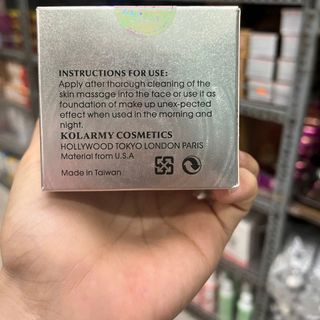 INSTRUCTIONS FOR USE:
Apply after thorough cleaning of the
skin massage into the face or use it as
foundation of make up unex-pected
effect when used in the morning and
night.
KOLARMY COSMETICS
HOLLYWOOD TOKYO LONDON PARIS
Material from U.S.A
Made in Taiwan